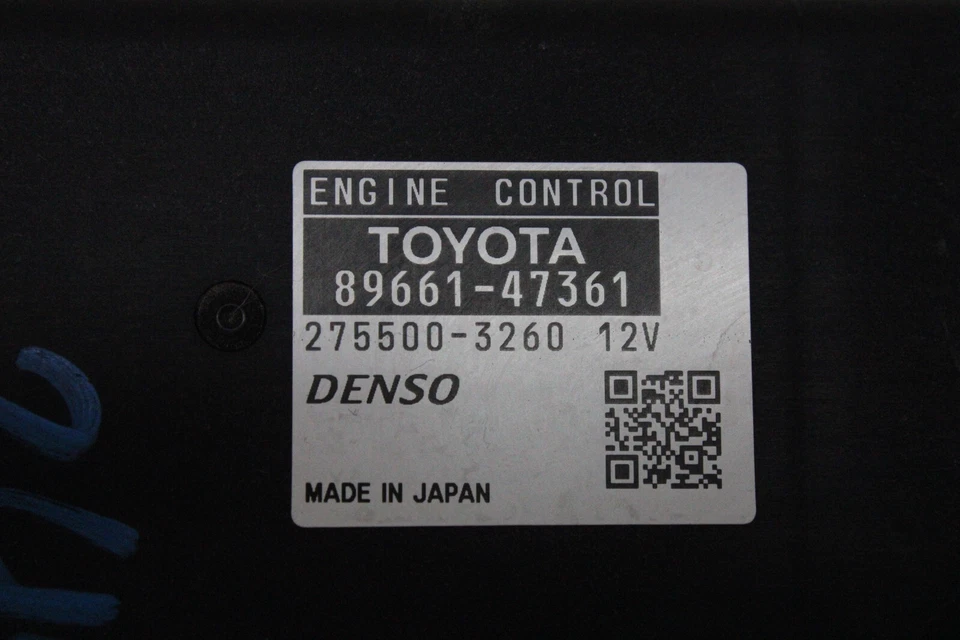 ENGINE CONTROL
TOYOTA
89661-47361
275500-3260 12V
DENSO
MADE IN JAPAN